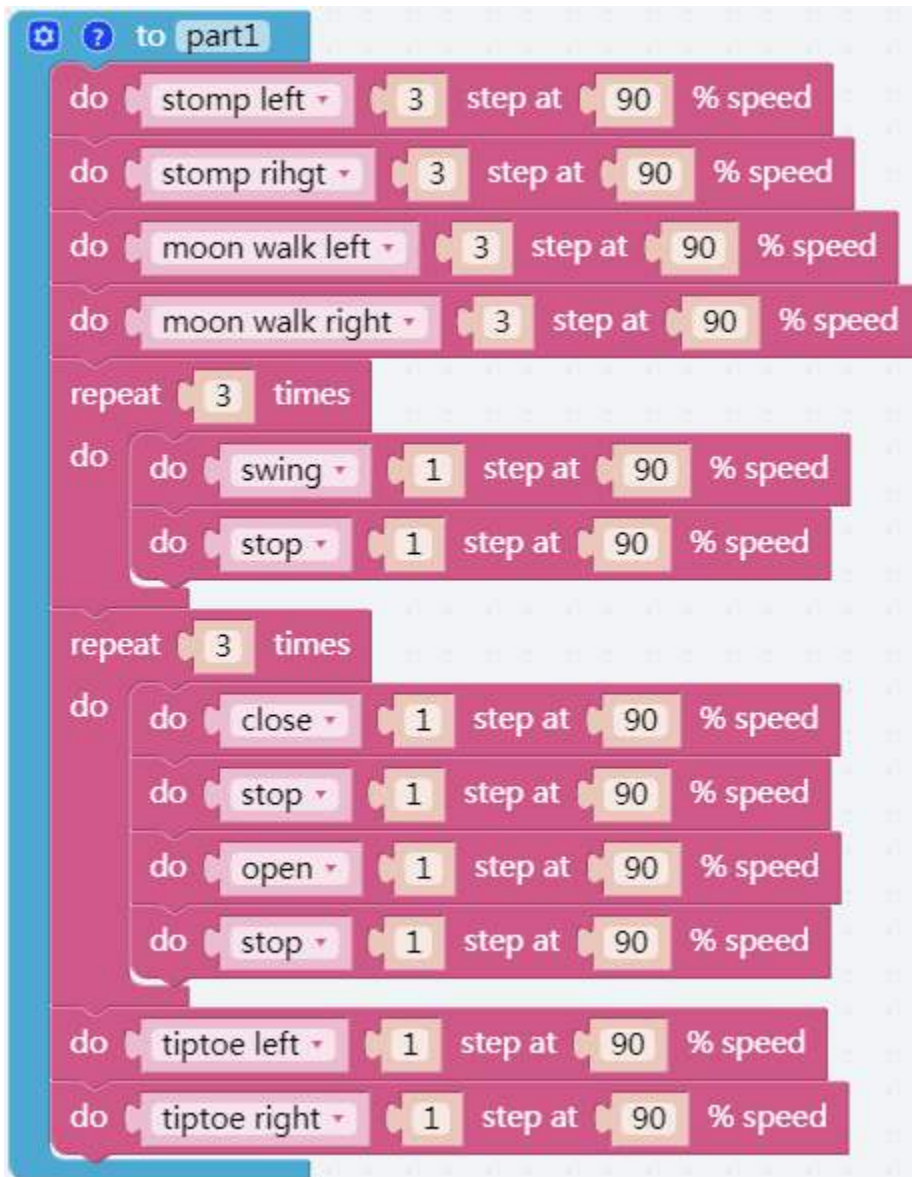 ? to part1
do stomp left 3 step at 90 % speed
do stomp rihgt 3 step at 90 % speed
do moon walk left 3 step at 90 % speed
do moon walk right 3 step at 90 % speed
repeat 3 times
do do swing 1 step at 90 % speed
do stop 1 step at 90 % speed
repeat 3 times
do do close 1 step at 90 % speed
do stop 1 step at 90 % speed
do open 1 step at 90 % speed
do stop 1 step at 90 % speed
do tiptoe left 1 step at 90 % speed
do tiptoe right 1 step at 90 % speed